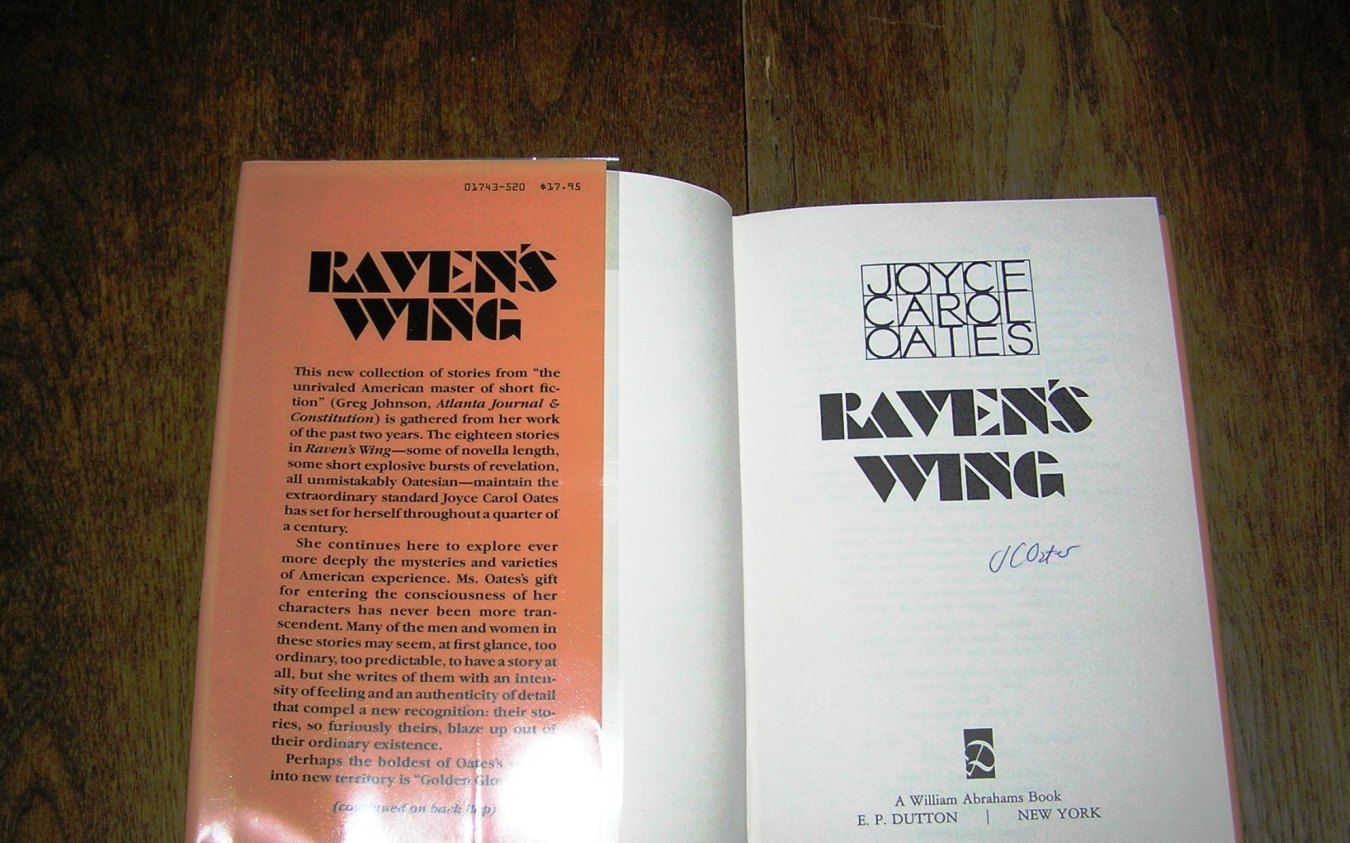 01743-520 $17.95
RAVEN'S
WING
This new collection of stories from “the
unrivaled American master of short fic-
tion” (Greg Johnson, Atlanta Journal &
Constitution) is gathered from her work
of the past two years. The eighteen stories
in Raven's Wing—some of novella length,
some short explosive bursts of revelation,
all unmistakably Oatesian—maintain the
extraordinary standard Joyce Carol Oates
has set for herself throughout a quarter of
a century.
She continues here to explore ever
more deeply the mysteries and varieties
of American experience. Ms. Oates's gift
for entering the consciousness of her
characters has never been more tran-
scendent. Many of the men and women in
these stories may seem, at first glance, too
ordinary, too predictable, to have a story at
all, but she writes of them with an inten-
sity of feeling and an authenticity of detail
that compel a new recognition: their sto-
ries, so furiously theirs, blaze up out of
their ordinary existence.
Perhaps the boldest of Oates's
into new territory is “Golden
(continued on back flap)
JOYCE
CAROL
OATES
RAVEN'S
WING
JCOates
D
A William Abrahams Book
E. P. DUTTON | NEW YORK